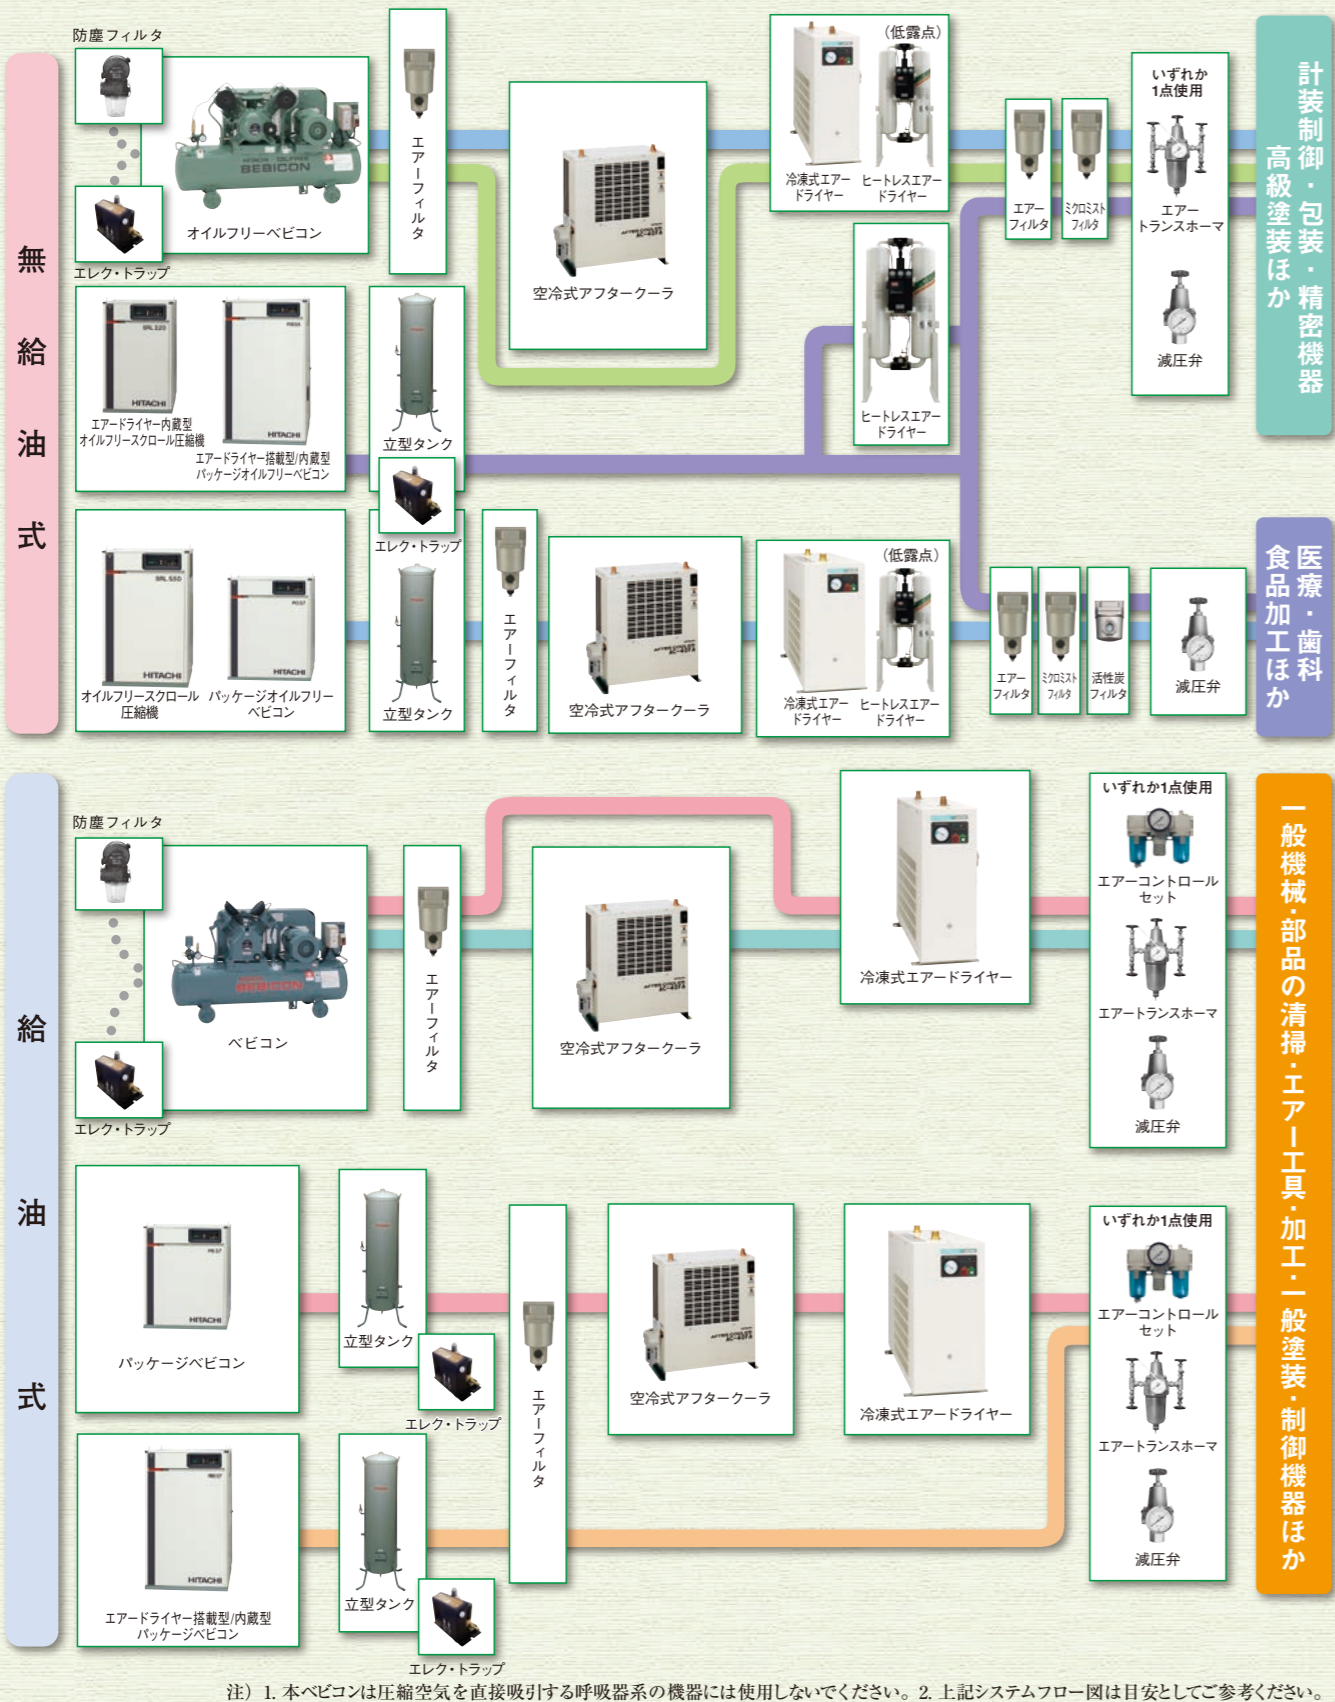 無給油式
防塵フィルタ
エレク・トラップ
HITACHI OILFREE
BEBICON
オイルフリーベビコン
エアーフィルタ
空冷式アフタークーラ
(低露点)
冷凍式エアー
ドライヤー
ヒートレスエアー
ドライヤー
エアー
フィルタ
ミクロミスト
フィルタ
いずれか
1点使用
エアー
トランスホーマ
減圧弁
計装制御・包装・精密機器
高級塗装ほか
HITACHI
エアードライヤー内蔵型
オイルフリースクロール圧縮機
HITACHI
エアードライヤー搭載型/内蔵型
パッケージオイルフリーベビコン
立型タンク
エレク・トラップ
ヒートレスエアー
ドライヤー
HITACHI
オイルフリースクロール
圧縮機
HITACHI
パッケージオイルフリー
ベビコン
立型タンク
エアーフィルタ
空冷式アフタークーラ
(低露点)
冷凍式エアー
ドライヤー
ヒートレスエアー
ドライヤー
エアー
フィルタ
ミクロミスト
フィルタ
活性炭
フィルタ
減圧弁
医療・歯科
食品加工ほか
給油式
防塵フィルタ
エレク・トラップ
BEBICON
ベビコン
エアーフィルタ
空冷式アフタークーラ
冷凍式エアードライヤー
いずれか1点使用
エアーコントロール
セット
エアートランスホーマ
減圧弁
一般機械・部品の清掃・エアー工具・加工・一般塗装・制御機器ほか
HITACHI
パッケージベビコン
立型タンク
エレク・トラップ
エアーフィルタ
空冷式アフタークーラ
冷凍式エアードライヤー
いずれか1点使用
エアーコントロール
セット
エアートランスホーマ
減圧弁
HITACHI
エアードライヤー搭載型/内蔵型
パッケージベビコン
立型タンク
エレク・トラップ
注）1. 本ベビコンは圧縮空気を直接吸引する呼吸器系の機器には使用しないでください。2. 上記システムフロー図は目安としてご参考ください。